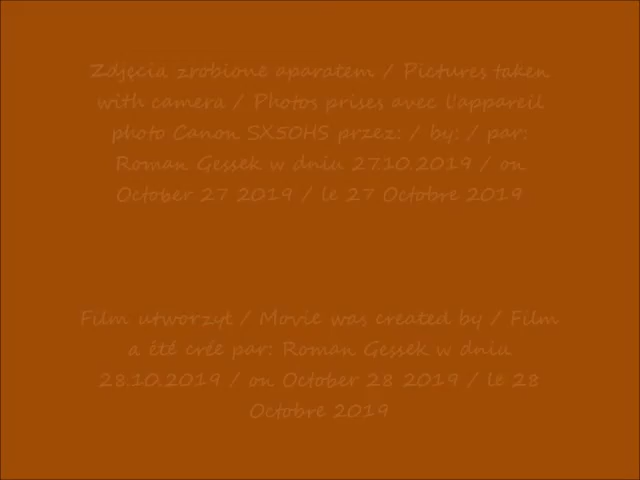 Zdjęcia zrobione aparatem / Pictures taken
with camera / Photos prises avec l'appareil
photo Canon SX50HS przez: / by: / par:
Roman Gessek w dniu 27.10.2019 / on
October 27 2019 / le 27 Octobre 2019
Film utworzył / Movie was created by / Film
a été crée par: Roman Gessek w dniu
28.10.2019 / on October 28 2019 / le 28
Octobre 2019